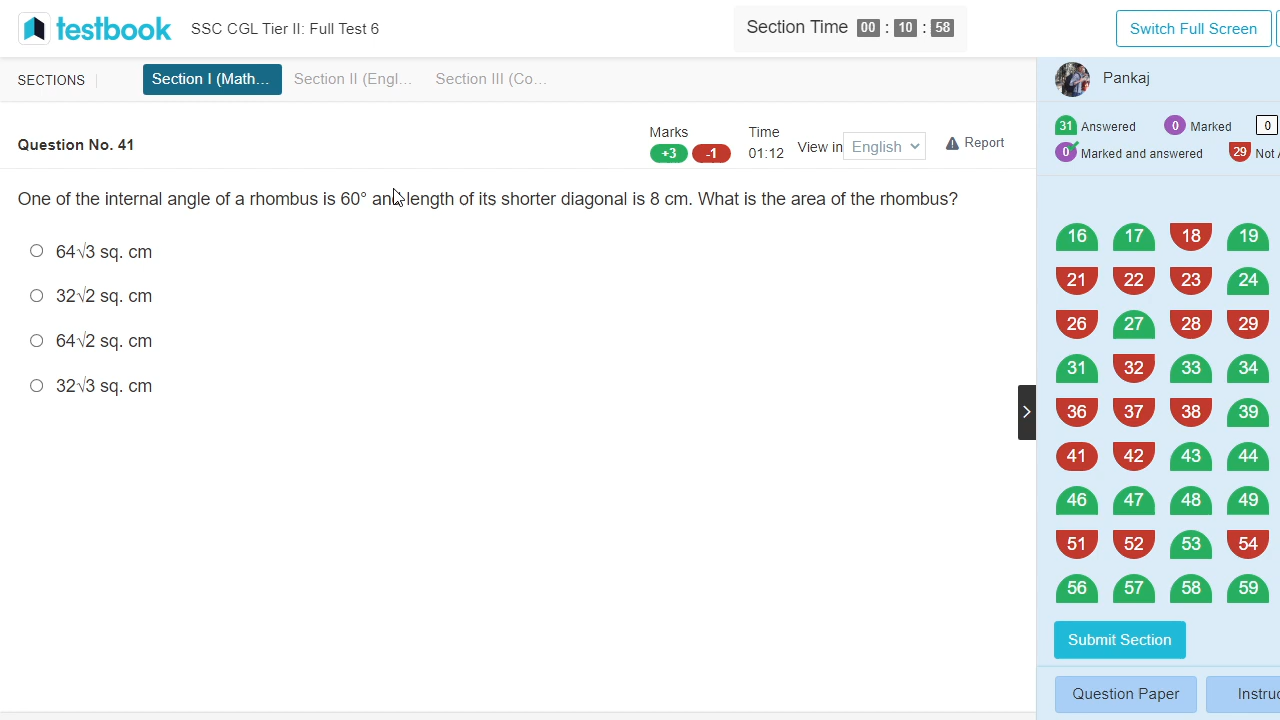 testbook
SSC CGL Tier II: Full Test 6
Section Time 00 : 10 : 58
Switch Full Screen
SECTIONS
Section I (Math...
Section II (Engl...
Section III (Co...
Pankaj
31 Answered
0 Marked
0
0 Marked and answered
29 Not
Question No. 41
Marks
+3 -1
Time
01:12
View in English
Report
One of the internal angle of a rhombus is 60° and length of its shorter diagonal is 8 cm. What is the area of the rhombus?
64√3 sq. cm
32√2 sq. cm
64√2 sq. cm
32√3 sq. cm
16 17 18 19
21 22 23 24
26 27 28 29
31 32 33 34
36 37 38 39
41 42 43 44
46 47 48 49
51 52 53 54
56 57 58 59
Submit Section
Question Paper
Instruc